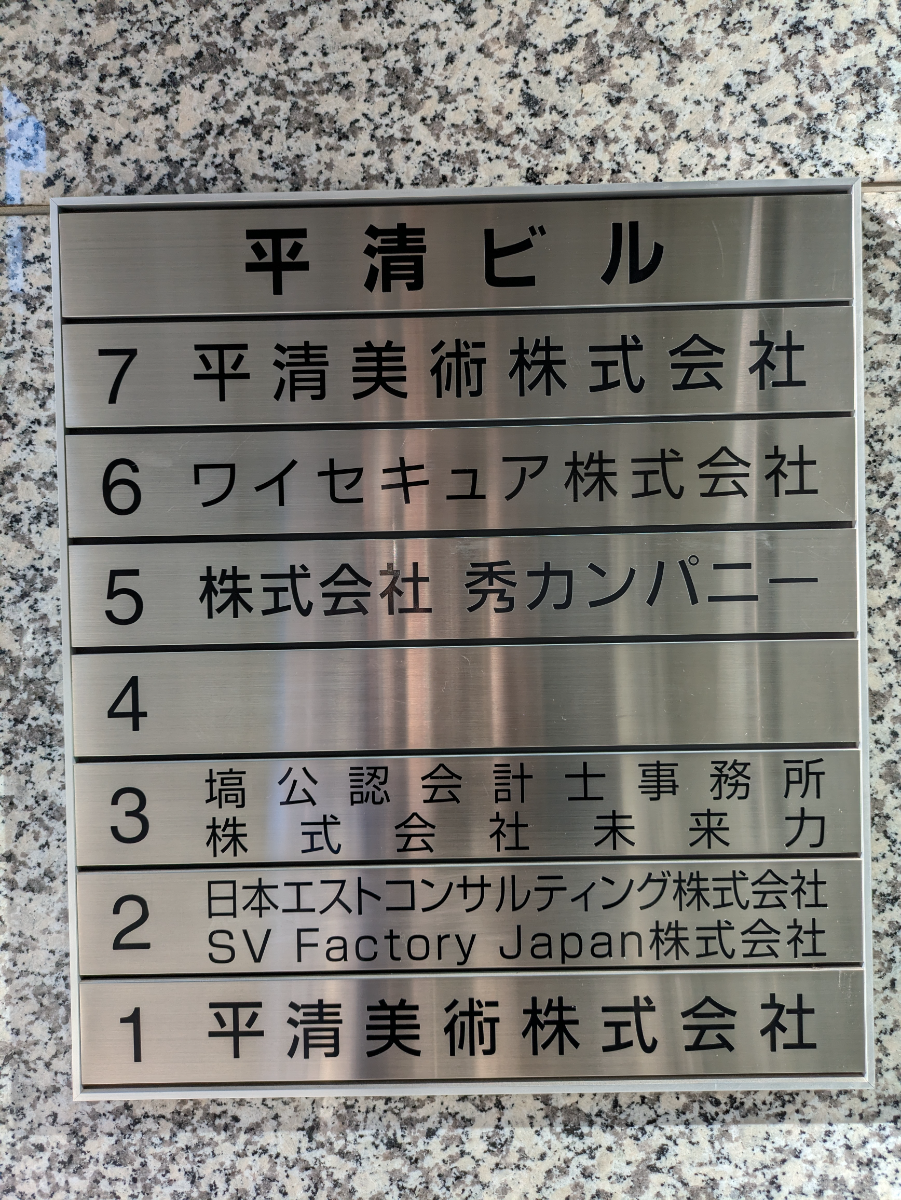 平清ビル
7 平清美術株式会社
6 ワイセキュア株式会社
5 株式会社 秀カンパニー
4
3 塙公認会計士事務所
株式会社未来力
2 日本エストコンサルティング株式会社
SV Factory Japan株式会社
1 平清美術株式会社